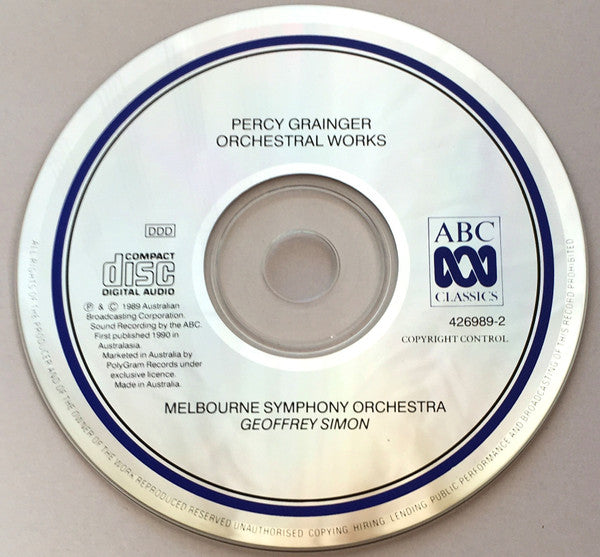 PERCY GRAINGER
ORCHESTRAL WORKS
DDD
COMPACT
disc
DIGITAL AUDIO
℗ & © 1989 Australian
Broadcasting Corporation.
Sound Recording by the ABC.
First published 1990 in
Australasia.
Marketed in Australia by
PolyGram Records under
exclusive licence.
Made in Australia.
ABC
CLASSICS
426989-2
COPYRIGHT CONTROL
MELBOURNE SYMPHONY ORCHESTRA
GEOFFREY SIMON
ALL RIGHTS OF THE PRODUCER AND OF THE OWNER OF THE WORK REPRODUCED RESERVED UNAUTHORISED COPYING, HIRING, LENDING, PUBLIC PERFORMANCE AND BROADCASTING OF THIS RECORD PROHIBITED